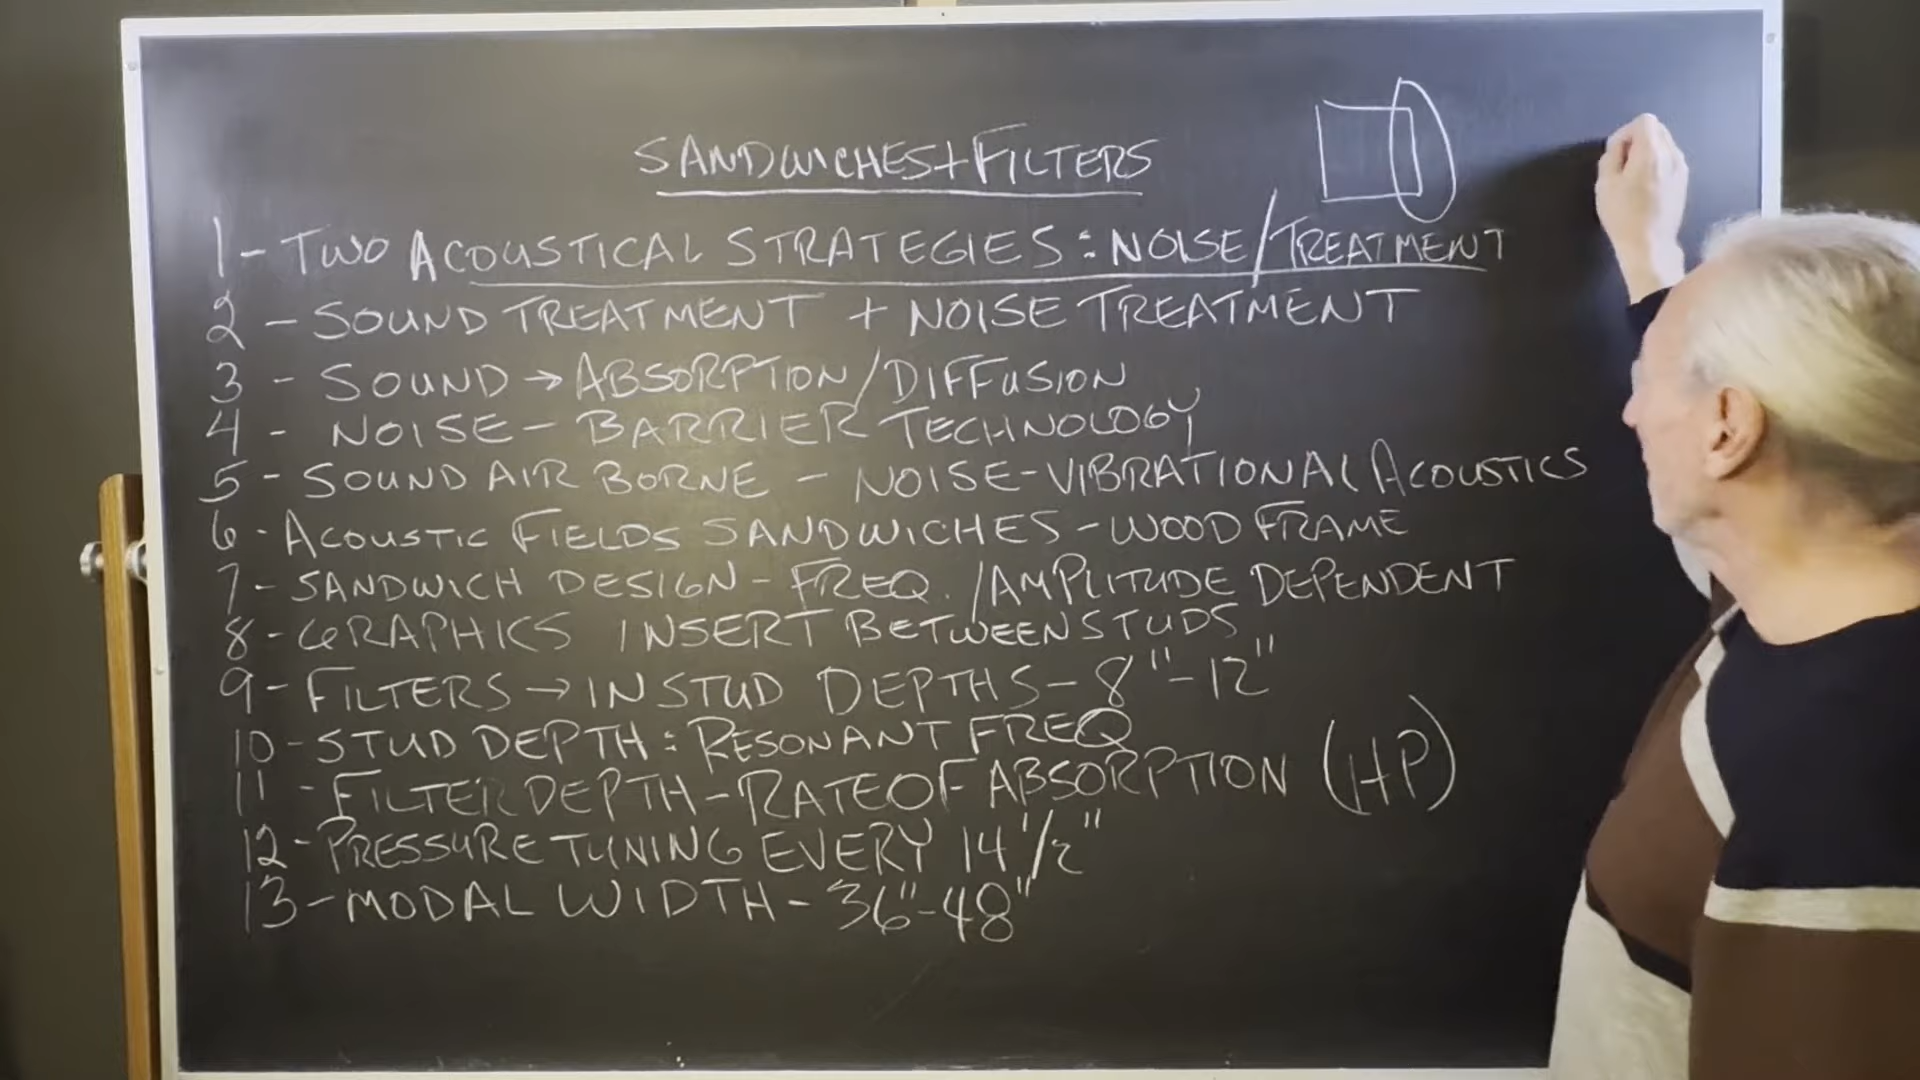 SANDWICHES + FILTERS
1 - TWO ACOUSTICAL STRATEGIES : NOISE/TREATMENT
2 - SOUND TREATMENT + NOISE TREATMENT
3 - SOUND → ABSORPTION/DIFFUSION
4 - NOISE - BARRIER TECHNOLOGY
5 - SOUND AIR BORNE - NOISE - VIBRATIONAL ACOUSTICS
6 - ACOUSTIC FIELDS SANDWICHES - WOOD FRAME
7 - SANDWICH DESIGN - FREQ. /AMPLITUDE DEPENDENT
8 - GRAPHICS INSERT BETWEEN STUDS
9 - FILTERS → IN STUD DEPTHS - 8" - 12"
10 - STUD DEPTH : RESONANT FREQ
11 - FILTER DEPTH - RATE OF ABSORPTION (HP)
12 - PRESSURE TUNING EVERY 14 1/2"
13 - MODAL WIDTH - 36" - 48"